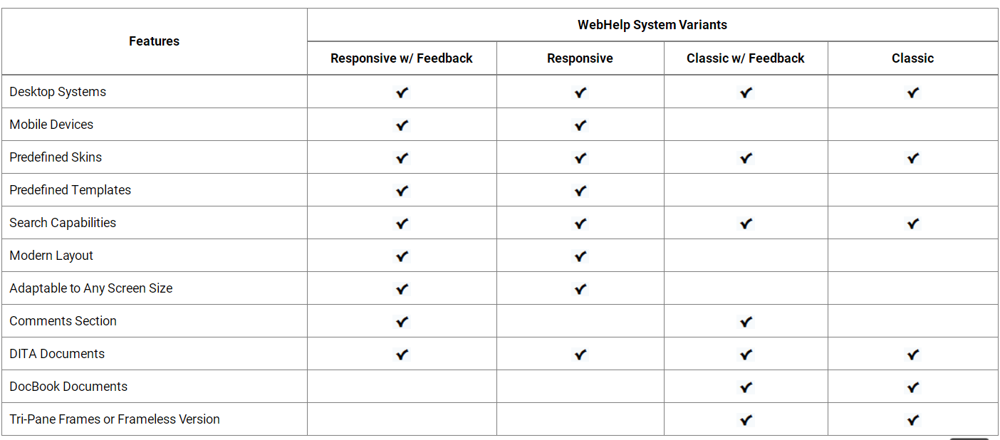 Features
WebHelp System Variants
Responsive w/ Feedback Responsive Classic w/ Feedback Classic
Desktop Systems ✔ ✔ ✔ ✔
Mobile Devices ✔ ✔
Predefined Skins ✔ ✔ ✔ ✔
Predefined Templates ✔ ✔
Search Capabilities ✔ ✔ ✔ ✔
Modern Layout ✔ ✔
Adaptable to Any Screen Size ✔ ✔
Comments Section ✔ ✔
DITA Documents ✔ ✔ ✔ ✔
DocBook Documents ✔ ✔
Tri-Pane Frames or Frameless Version ✔ ✔